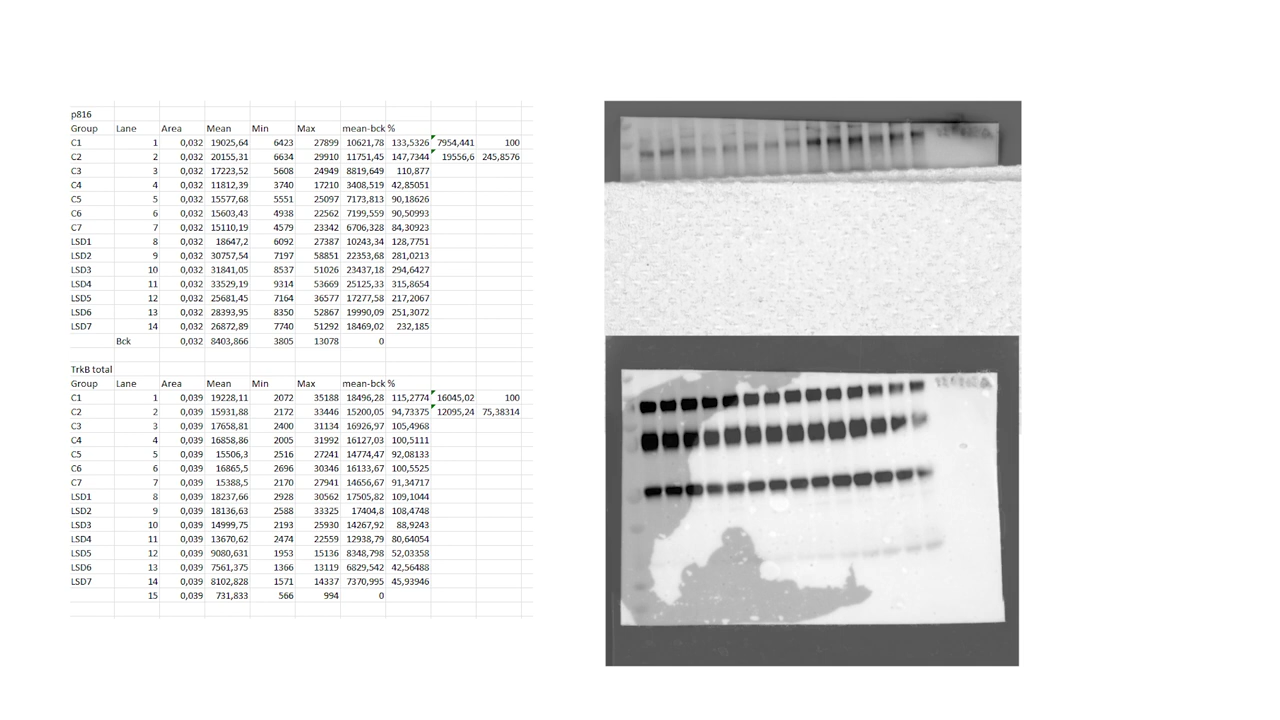 p816
Group Lane Area Mean Min Max mean-bck %
C1 1 0,032 19025,64 6423 27899 10621,78 133,5326 7954,441 100
C2 2 0,032 20155,31 6634 29910 11751,45 147,7344 19556,6 245,8576
C3 3 0,032 17223,52 5608 24949 8819,649 110,877
C4 4 0,032 11812,39 3740 17210 3408,519 42,85051
C5 5 0,032 15577,68 5551 25097 7173,813 90,18626
C6 6 0,032 15603,43 4938 22562 7199,559 90,50993
C7 7 0,032 15110,19 4579 23342 6706,328 84,30923
LSD1 8 0,032 18647,2 6092 27387 10243,34 128,7751
LSD2 9 0,032 30757,54 7197 58851 22353,68 281,0213
LSD3 10 0,032 31841,05 8537 51026 23437,18 294,6427
LSD4 11 0,032 33529,19 9314 53669 25125,33 315,8654
LSD5 12 0,032 25681,45 7164 36577 17277,58 217,2067
LSD6 13 0,032 28393,95 8350 52867 19990,09 251,3072
LSD7 14 0,032 26872,89 7740 51292 18469,02 232,185
Bck 0,032 8403,866 3805 13078 0
TrkB total
Group Lane Area Mean Min Max mean-bck %
C1 1 0,039 19228,11 2072 35188 18496,28 115,2774 16045,02 100
C2 2 0,039 15931,88 2172 33446 15200,05 94,73375 12095,24 75,38314
C3 3 0,039 17658,81 2400 31134 16926,97 105,4968
C4 4 0,039 16858,86 2005 31992 16127,03 100,5111
C5 5 0,039 15506,3 2516 27241 14774,47 92,08133
C6 6 0,039 16865,5 2696 30346 16133,67 100,5525
C7 7 0,039 15388,5 2170 27941 14656,67 91,34717
LSD1 8 0,039 18237,66 2928 30562 17505,82 109,1044
LSD2 9 0,039 18136,63 2588 33325 17404,8 108,4748
LSD3 10 0,039 14999,75 2193 25930 14267,92 88,9243
LSD4 11 0,039 13670,62 2474 22559 12938,79 80,64054
LSD5 12 0,039 9080,631 1953 15136 8348,798 52,03358
LSD6 13 0,039 7561,375 1366 13119 6829,542 42,56488
LSD7 14 0,039 8102,828 1571 14337 7370,995 45,93946
15 0,039 731,833 566 994 0